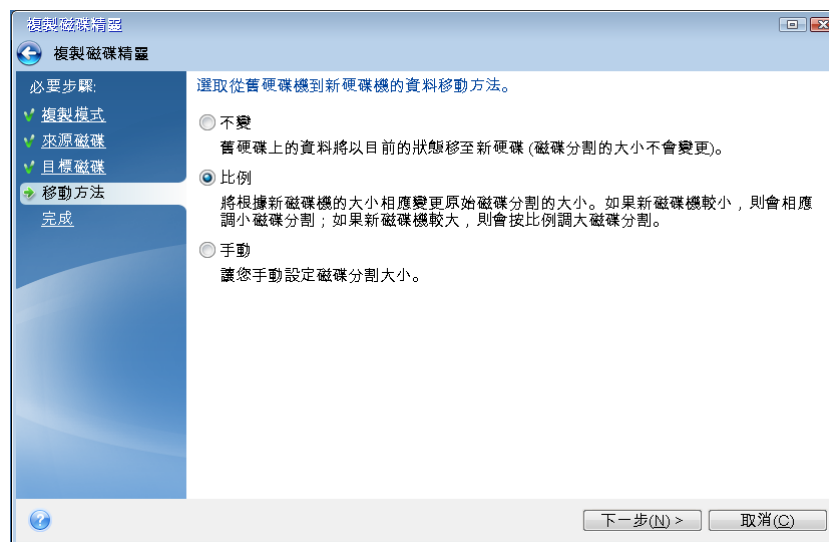 複製磁碟精靈
複製磁碟精靈
必要步驟:
複製模式
來源磁碟
目標磁碟
移動方法
完成
選取從舊硬碟機到新硬碟機的資料移動方法。
不變
舊硬碟上的資料將以目前的狀態移至新硬碟 (磁碟分割的大小不會變更)。
比例
將根據新磁碟機的大小相應變更原始磁碟分割的大小。如果新磁碟機較小，則會相應
調小磁碟分割；如果新磁碟機較大，則會按比例調大磁碟分割。
手動
讓您手動設定磁碟分割大小。
下一步(N) >
取消(C)